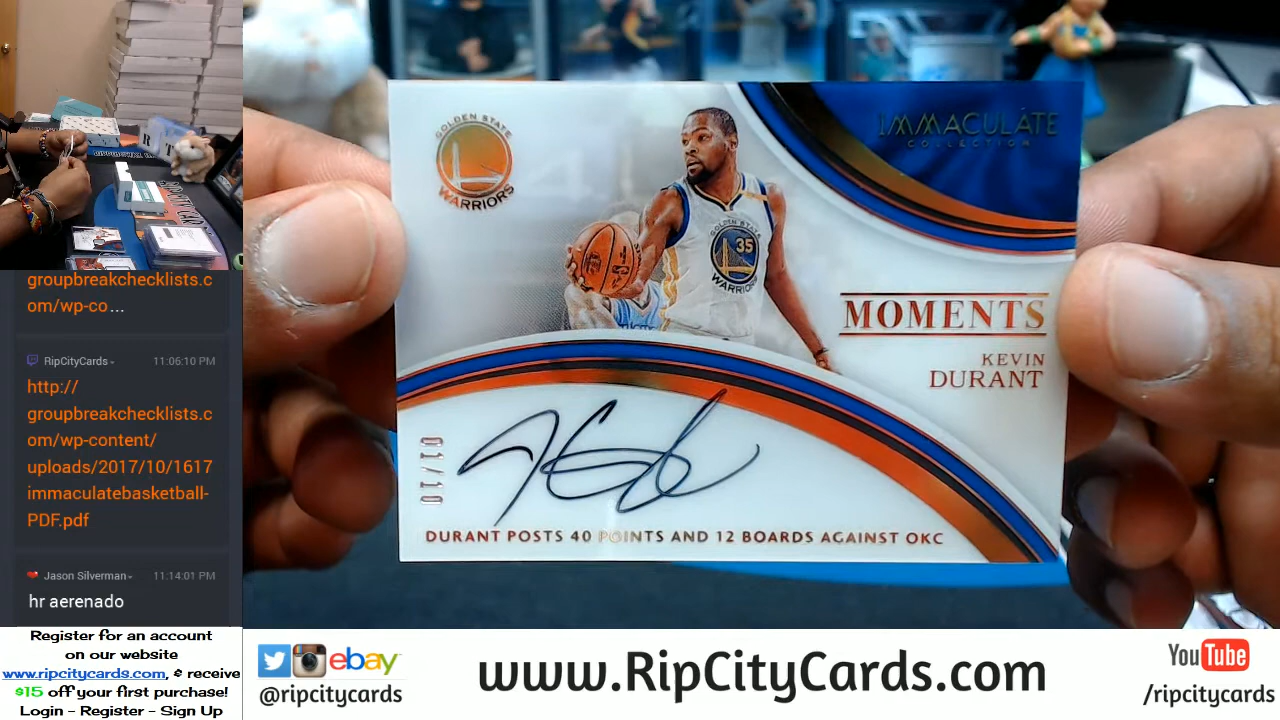 groupbreakchecklists.c
om/wp-co...
RipCityCards
11:06:10 PM
http://
groupbreakchecklists.c
om/wp-content/
uploads/2017/10/1617
immaculatebasketball-
PDF.pdf
Jason Silverman
11:14:01 PM
hr aerenado
Register for an account
on our website
www.ripcitycards.com, & receive
$15 off your first purchase!
Login - Register - Sign Up
GOLDEN STATE
WARRIORS
IMMACULATE
COLLECTION
GOLDEN STATE
35
WARRIORS
MOMENTS
KEVIN
DURANT
01/10
DURANT POSTS 40 POINTS AND 12 BOARDS AGAINST OKC
ebay
@ripcitycards
www.RipCityCards.com
YouTube
/ripcitycards